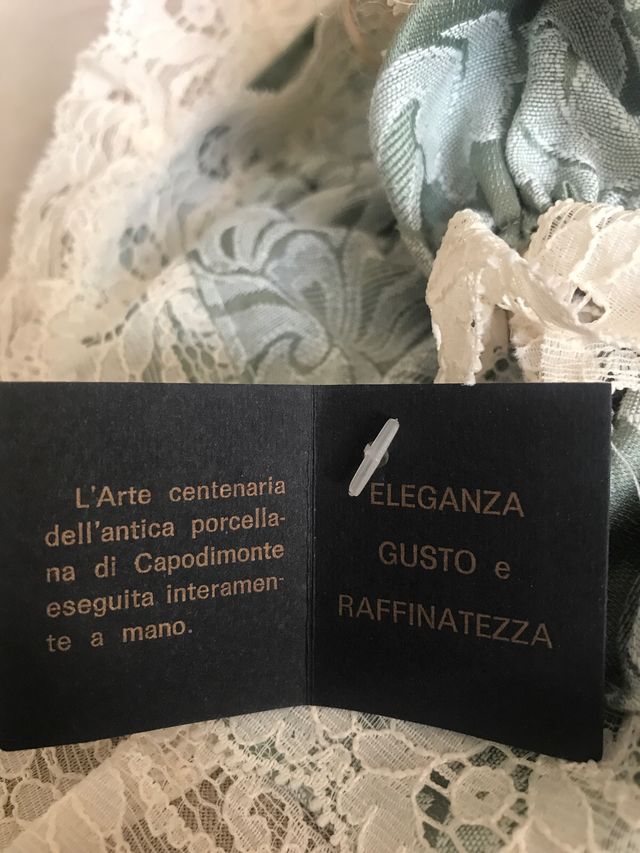 L'Arte centenaria
dell'antica porcella-
na di Capodimonte
eseguita interamen-
te a mano.
ELEGANZA
GUSTO e
RAFFINATEZZA